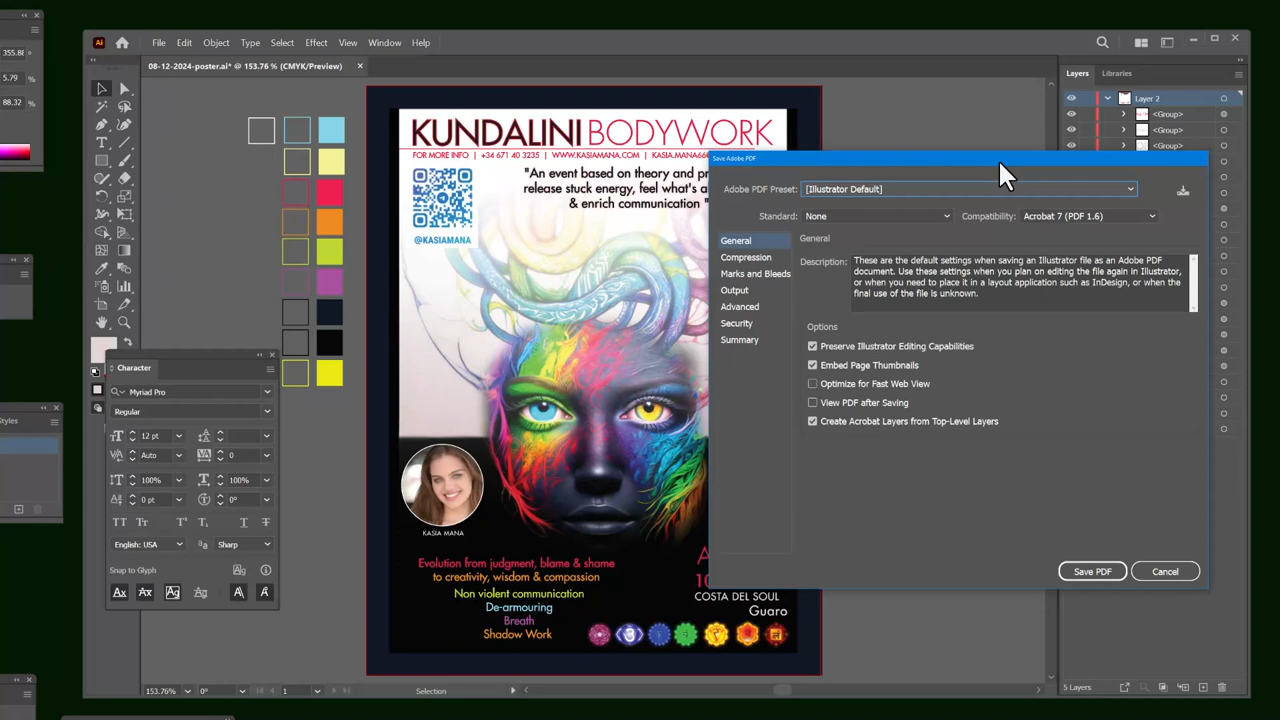 File Edit Object Type Select Effect View Window Help
08-12-2024-poster.ai* @ 153.76 % (CMYK/Preview)
355.88 °
5.79 %
88.32 %
Styles
Character
Myriad Pro
Regular
12 pt
Auto
0
100% 100%
0 pt 0°
English: USA Sharp
Snap to Glyph
153.76% 0° 1 Selection
KUNDALINI BODYWORK
FOR MORE INFO | +34 671 40 3235 | WWW.KASIAMANA.COM |
"An event based on theory and
release stuck energy, feel what's a
& enrich communication "
@KASIAMANA
KASIA MANA
Evolution from judgment, blame & shame
to creativity, wisdom & compassion
Non violent communication
De-armouring
Breath
Shadow Work
COSTA DEL SOUL
Guaro
Save Adobe PDF
Adobe PDF Preset: [Illustrator Default]
Standard: None Compatibility: Acrobat 7 (PDF 1.6)
General
Compression
Marks and Bleeds
Output
Advanced
Security
Summary
General
Description: These are the default settings when saving an Illustrator file as an Adobe PDF
document. Use these settings when you plan on editing the file again in Illustrator,
or when you need to place it in a layout application such as InDesign, or when the
final use of the file is unknown.
Options
Preserve Illustrator Editing Capabilities
Embed Page Thumbnails
Optimize for Fast Web View
View PDF after Saving
Create Acrobat Layers from Top-Level Layers
Save PDF Cancel
Layers Libraries
Layer 2
<Group>
<Group>
<Group>
5 Layers